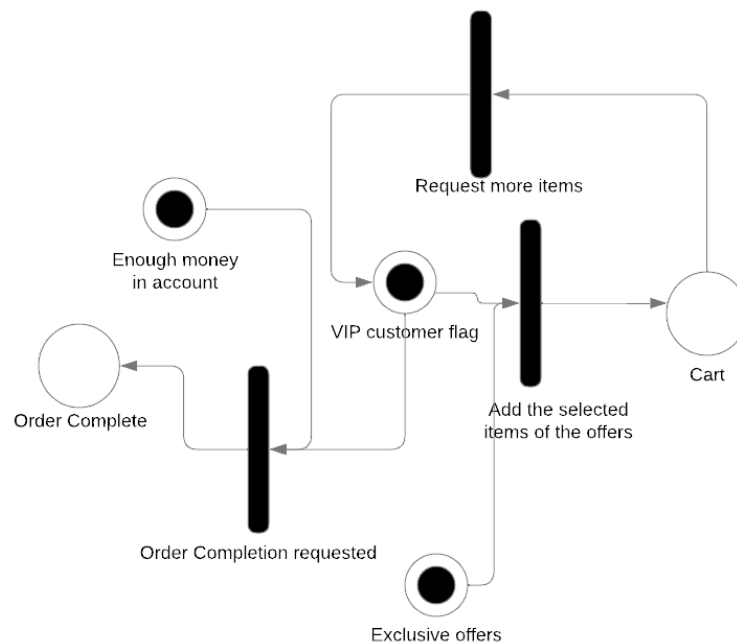 Request more items
Enough money
in account
VIP customer flag
Cart
Order Complete
Add the selected
items of the offers
Order Completion requested
Exclusive offers